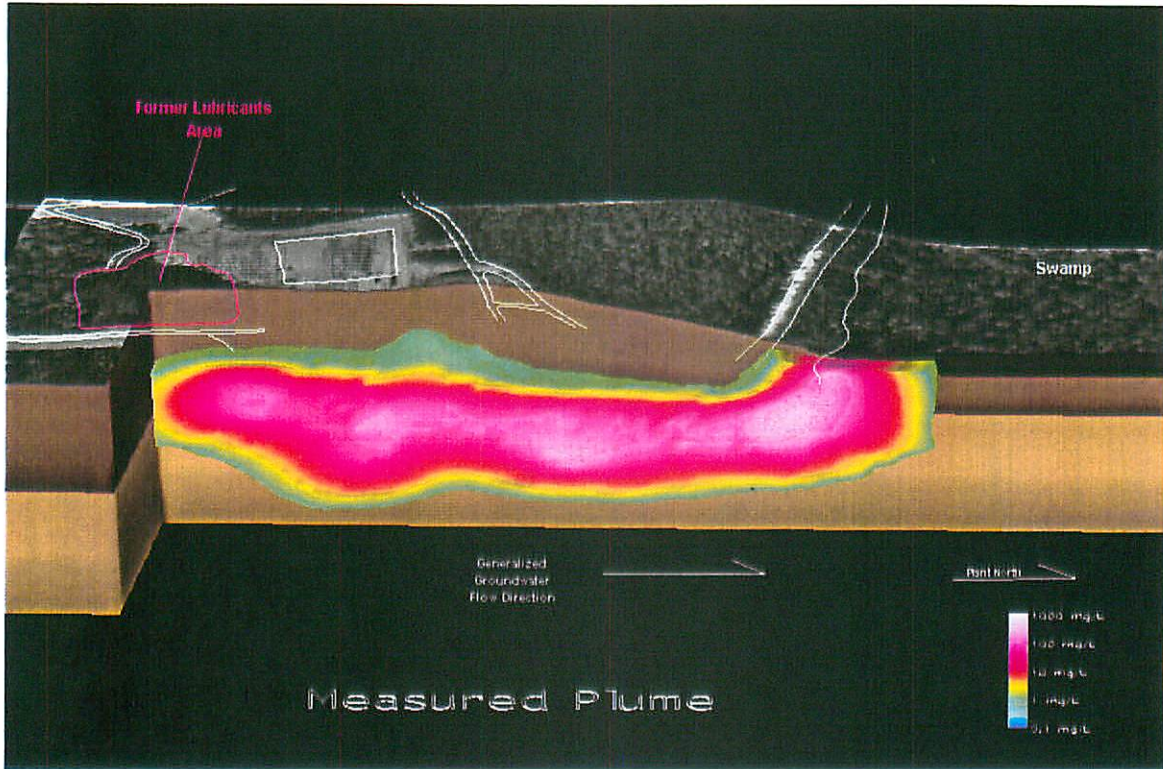 Former Lubricants
Area
Swamp
Generalized
Groundwater
Flow Direction
Plant North
1000 mg/L
100 mg/L
10 mg/L
1 mg/L
0.1 mg/L
Measured Plume